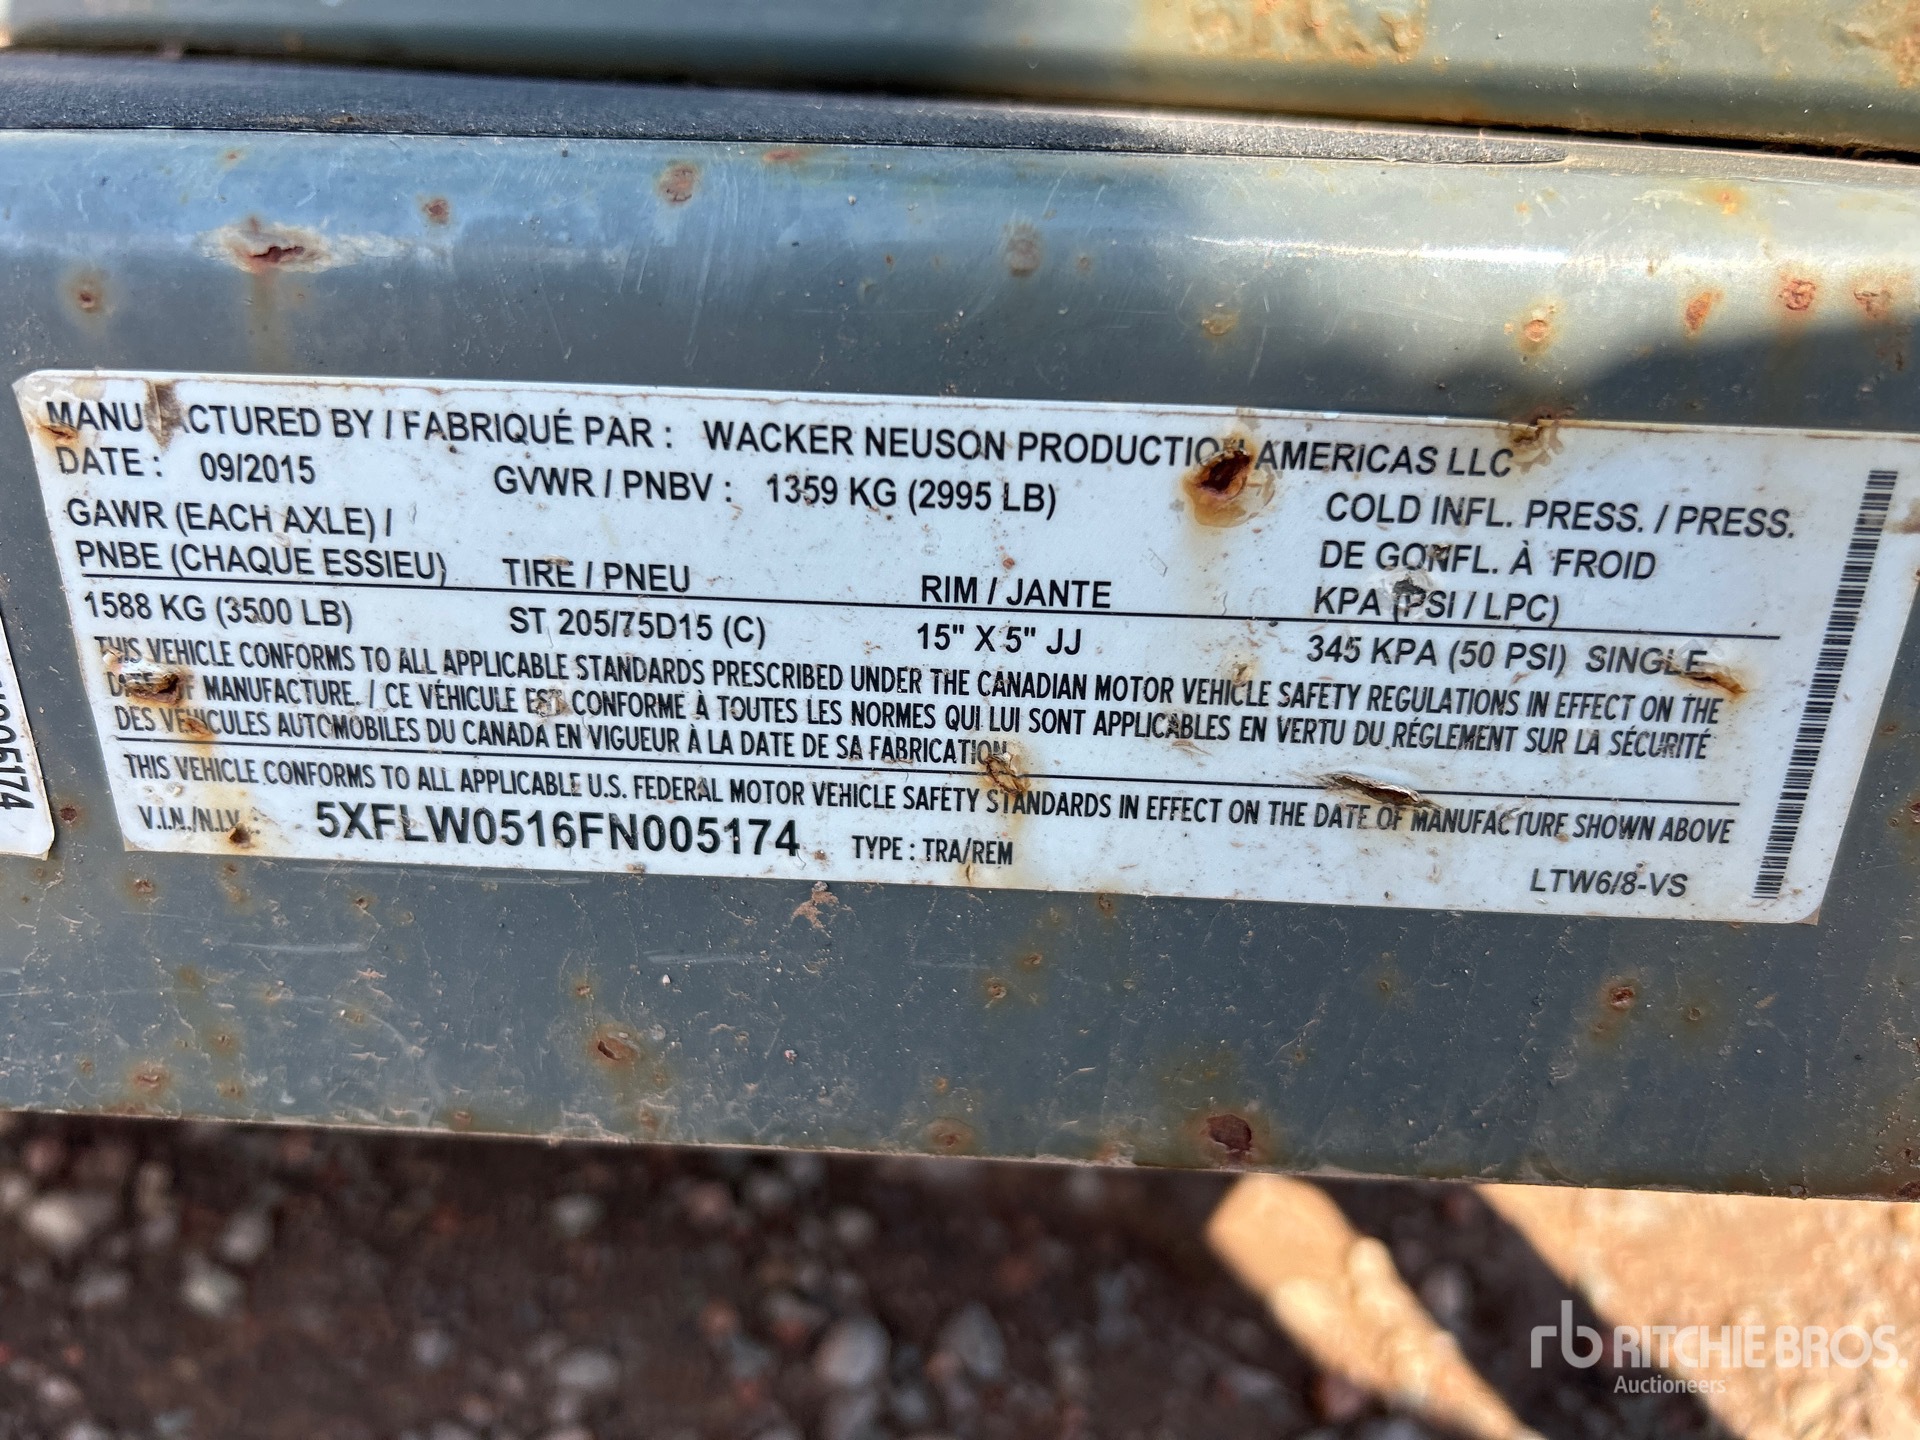 MANUFACTURED BY / FABRIQUÉ PAR : WACKER NEUSON PRODUCTION AMERICAS LLC
DATE : 09/2015 GVWR / PNBV : 1359 KG (2995 LB)
GAWR (EACH AXLE) /
PNBE (CHAQUE ESSIEU)
TIRE / PNEU
RIM / JANTE
COLD INFL. PRESS. / PRESS.
DE GONFL. À FROID
KPA (PSI / LPC)
1588 KG (3500 LB) ST 205/75D15 (C) 15" X 5" JJ 345 KPA (50 PSI) SINGLE
THIS VEHICLE CONFORMS TO ALL APPLICABLE STANDARDS PRESCRIBED UNDER THE CANADIAN MOTOR VEHICLE SAFETY REGULATIONS IN EFFECT ON THE
DATE OF MANUFACTURE. / CE VÉHICULE EST CONFORME À TOUTES LES NORMES QUI LUI SONT APPLICABLES EN VERTU DU RÉGLEMENT SUR LA SÉCURITÉ
DES VÉHICULES AUTOMOBILES DU CANADA EN VIGUEUR À LA DATE DE SA FABRICATION
THIS VEHICLE CONFORMS TO ALL APPLICABLE U.S. FEDERAL MOTOR VEHICLE SAFETY STANDARDS IN EFFECT ON THE DATE OF MANUFACTURE SHOWN ABOVE
V.I.N./N.I.V. : 5XFLW0516FN005174 TYPE : TRA/REM
LTW6/8-VS
rb RITCHIE BROS.
Auctioneers